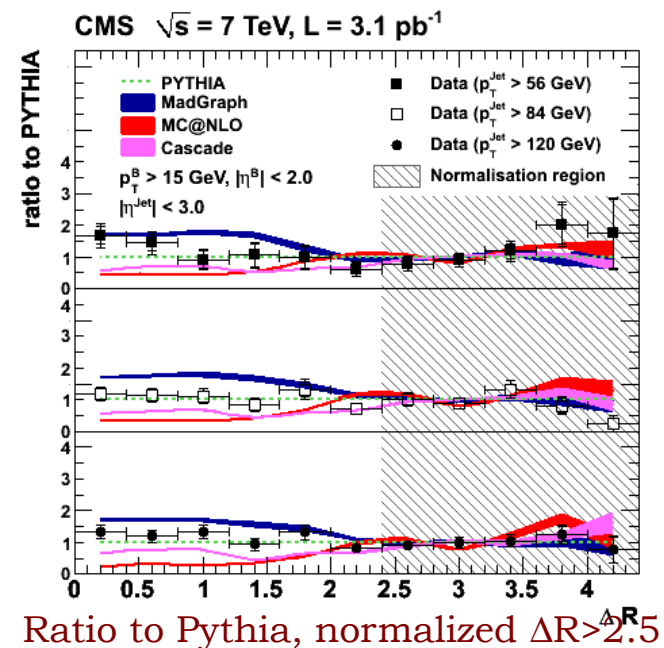 CMS √s = 7 TeV, L = 3.1 pb⁻¹
ratio to PYTHIA
PYTHIA
MadGraph
MC@NLO
Cascade
p_T^B > 15 GeV, |η^B| < 2.0
|η^Jet| < 3.0
Data (p_T^Jet > 56 GeV)
Data (p_T^Jet > 84 GeV)
Data (p_T^Jet > 120 GeV)
Normalisation region
4
3
2
1
0
4
3
2
1
0
4
3
2
1
0
0 0.5 1 1.5 2 2.5 3 3.5 4
Δ R
Ratio to Pythia, normalized ΔR>2.5